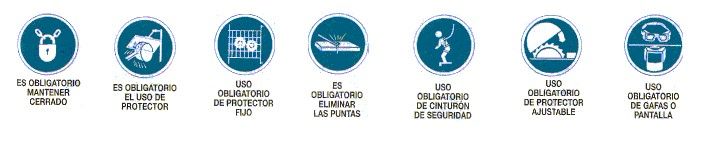 ES OBLIGATORIO
MANTENER
CERRADO
ES OBLIGATORIO
EL USO DE
PROTECTOR
USO
OBLIGATORIO
DE PROTECTOR
FIJO
ES
OBLIGATORIO
ELIMINAR
LAS PUNTAS
USO
OBLIGATORIO
DE CINTURÓN
DE SEGURIDAD
USO
OBLIGATORIO
DE PROTECTOR
AJUSTABLE
USO
OBLIGATORIO
DE GAFAS O
PANTALLA